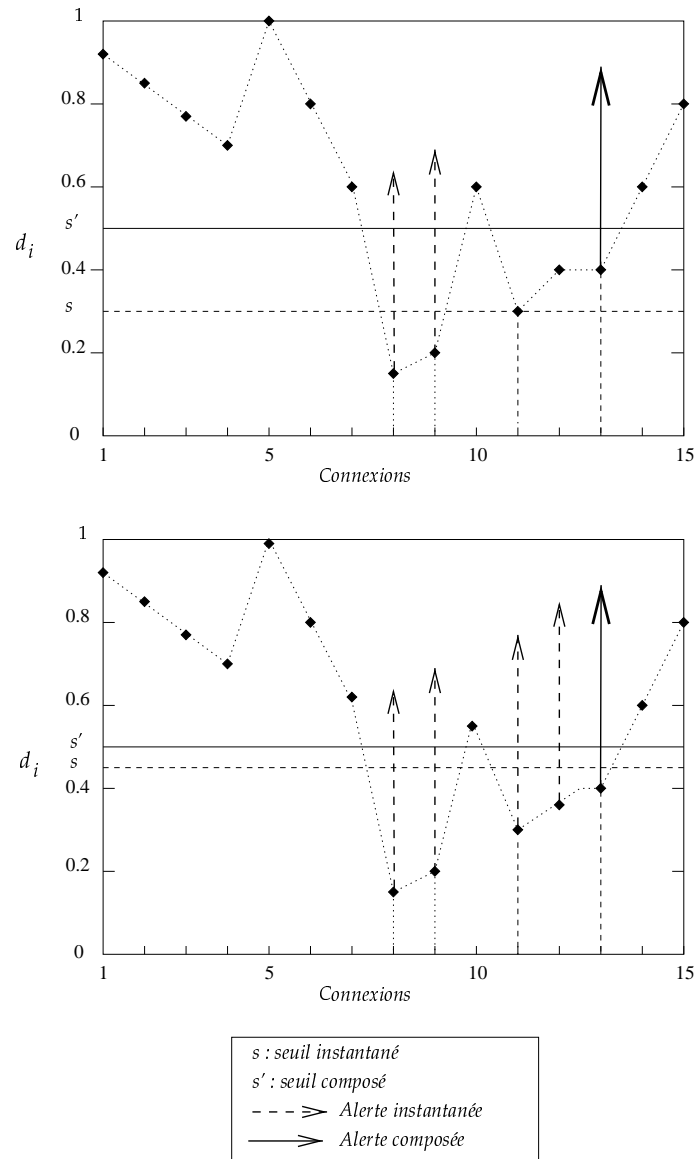 1
0.8
0.6
s'
d i
0.4
s
0.2
0
1 5 10 15
Connexions
1
0.8
0.6
s'
d i
s
0.4
0.2
0
1 5 10 15
Connexions
s : seuil instantané
s' : seuil composé
Alerte instantanée
Alerte composée